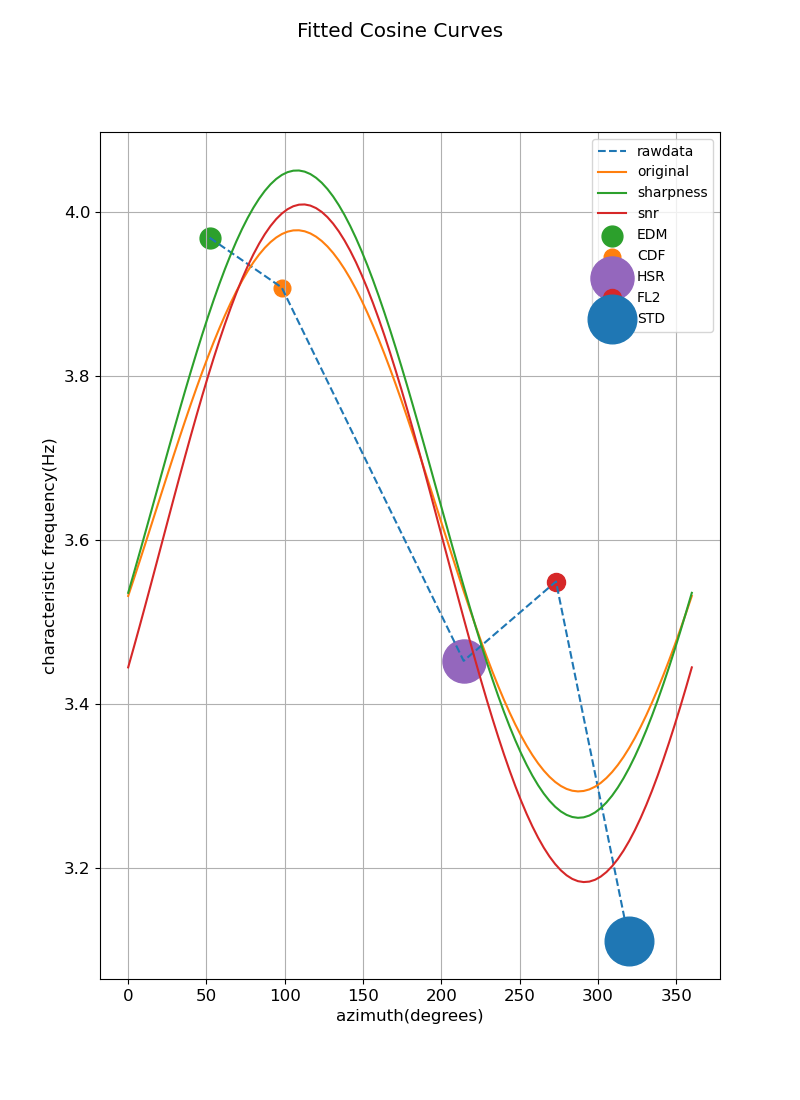 Fitted Cosine Curves
rawdata
original
sharpness
snr
EDM
CDF
HSR
FL2
STD
4.0
3.8
3.6
3.4
3.2
characteristic frequency(Hz)
0 50 100 150 200 250 300 350
azimuth(degrees)